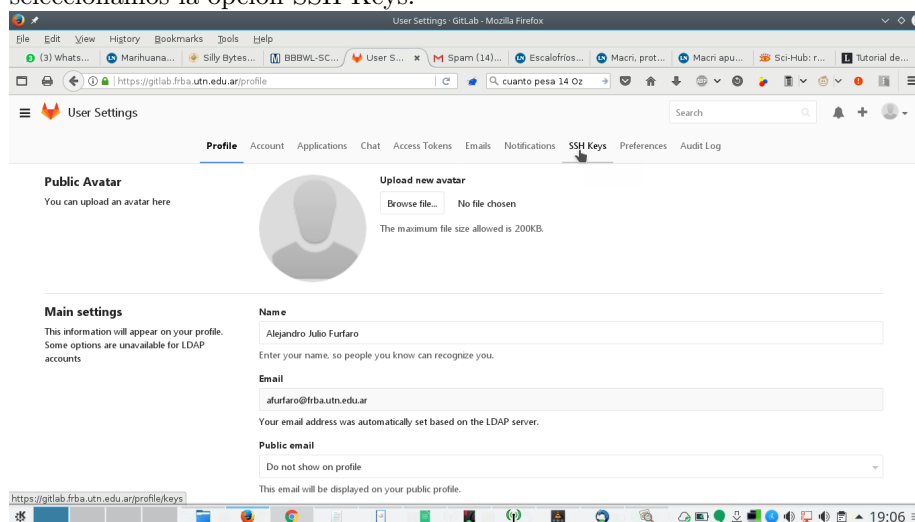 seleccionamos la opción SSH Keys.
User Settings · GitLab - Mozilla Firefox
File Edit View History Bookmarks Tools Help
(3) Whats... Marihuana... Silly Bytes... BBBWL-SC... User S... Spam (14)... Escalofríos... Macri, prot... Macri apu... Sci-Hub: r... Tutorial de...
https://gitlab.frba.utn.edu.ar/profile cuanto pesa 14 Oz
User Settings Search
Profile Account Applications Chat Access Tokens Emails Notifications SSH Keys Preferences Audit Log
Public Avatar
You can upload an avatar here
Upload new avatar
Browse file... No file chosen
The maximum file size allowed is 200KB.
Main settings
This information will appear on your profile.
Some options are unavailable for LDAP
accounts
Name
Alejandro Julio Furfaro
Enter your name, so people you know can recognize you.
Email
afurfaro@frba.utn.edu.ar
Your email address was automatically set based on the LDAP server.
Public email
Do not show on profile
This email will be displayed on your public profile.
https://gitlab.frba.utn.edu.ar/profile/keys
19:06